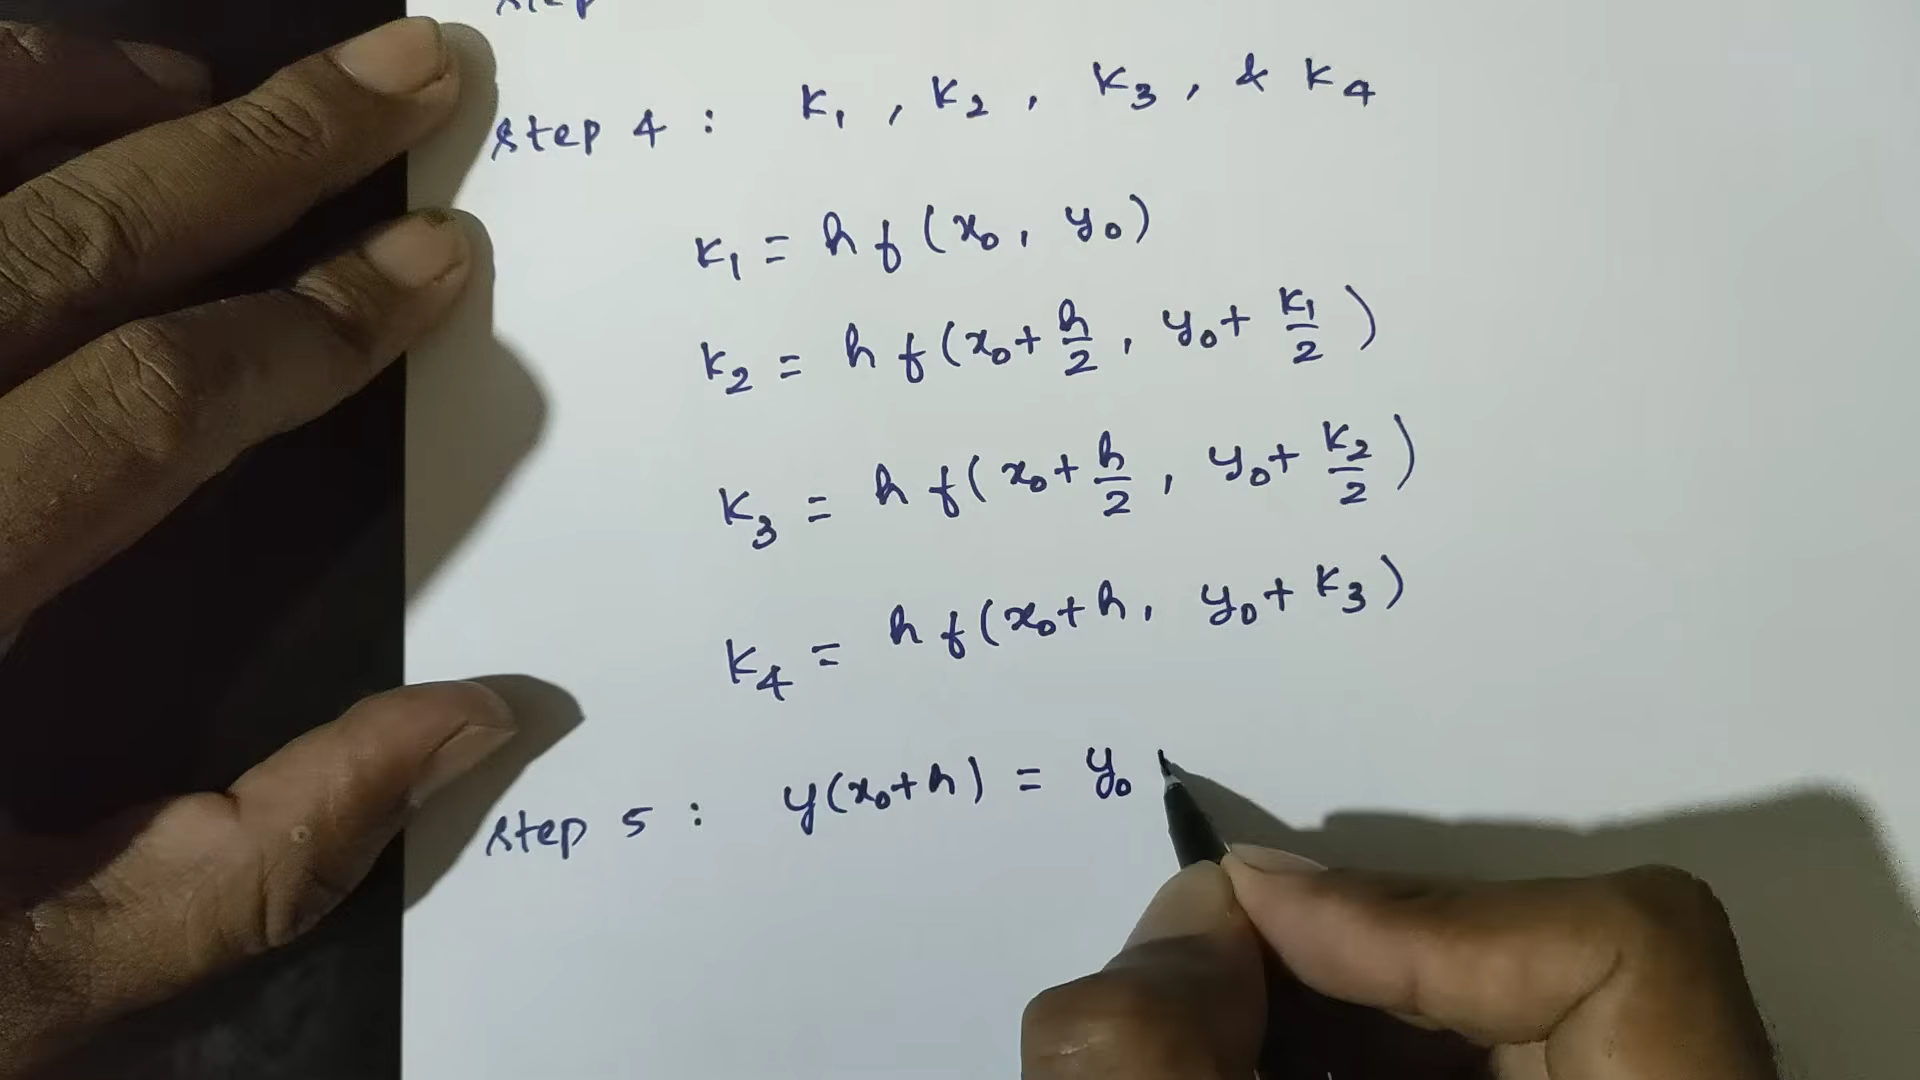 step
step 4 : K₁ , K₂ , K₃ , & K₄
K₁ = h f(x₀, y₀)
K₂ = h f(x₀ + h/2 , y₀ + K₁/2 )
K₃ = h f( x₀ + h/2 , y₀ + K₂/2 )
K₄ = h f(x₀ + h, y₀ + K₃)
step 5 : y(x₀ + h) = y₀